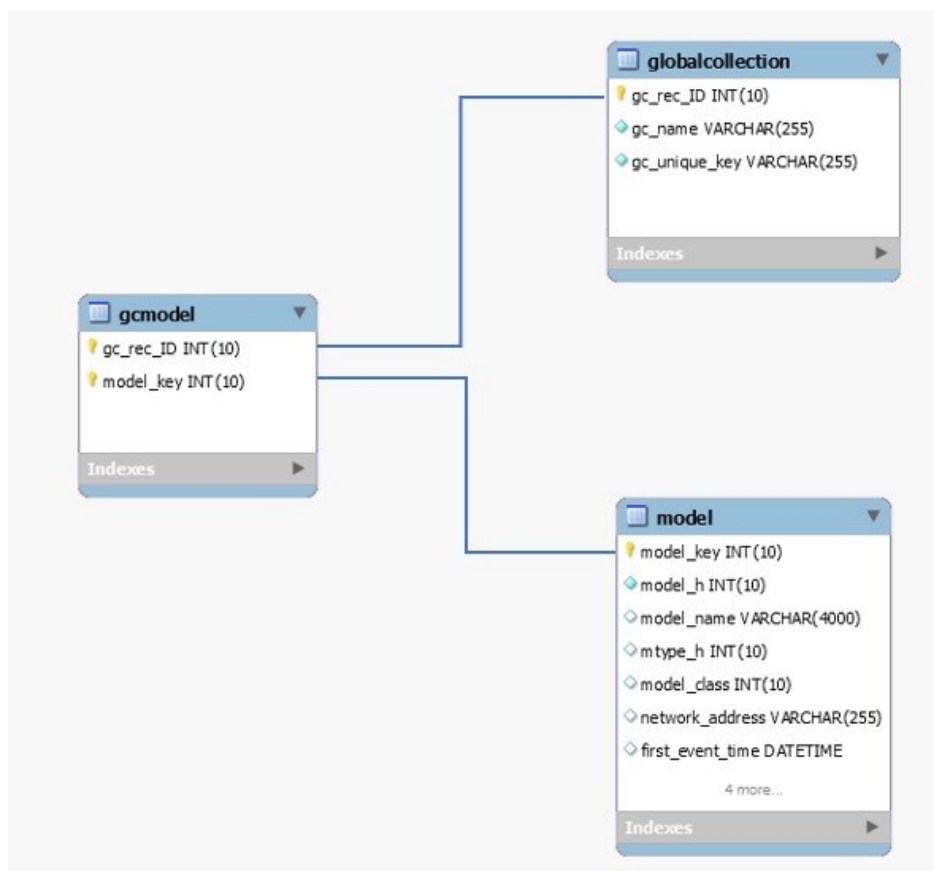 globalcollection
gc_rec_ID INT(10)
gc_name VARCHAR(255)
gc_unique_key VARCHAR(255)
Indexes
gcmodel
gc_rec_ID INT(10)
model_key INT(10)
Indexes
model
model_key INT(10)
model_h INT(10)
model_name VARCHAR(4000)
mtype_h INT(10)
model_class INT(10)
network_address VARCHAR(255)
first_event_time DATETIME
4 more...
Indexes